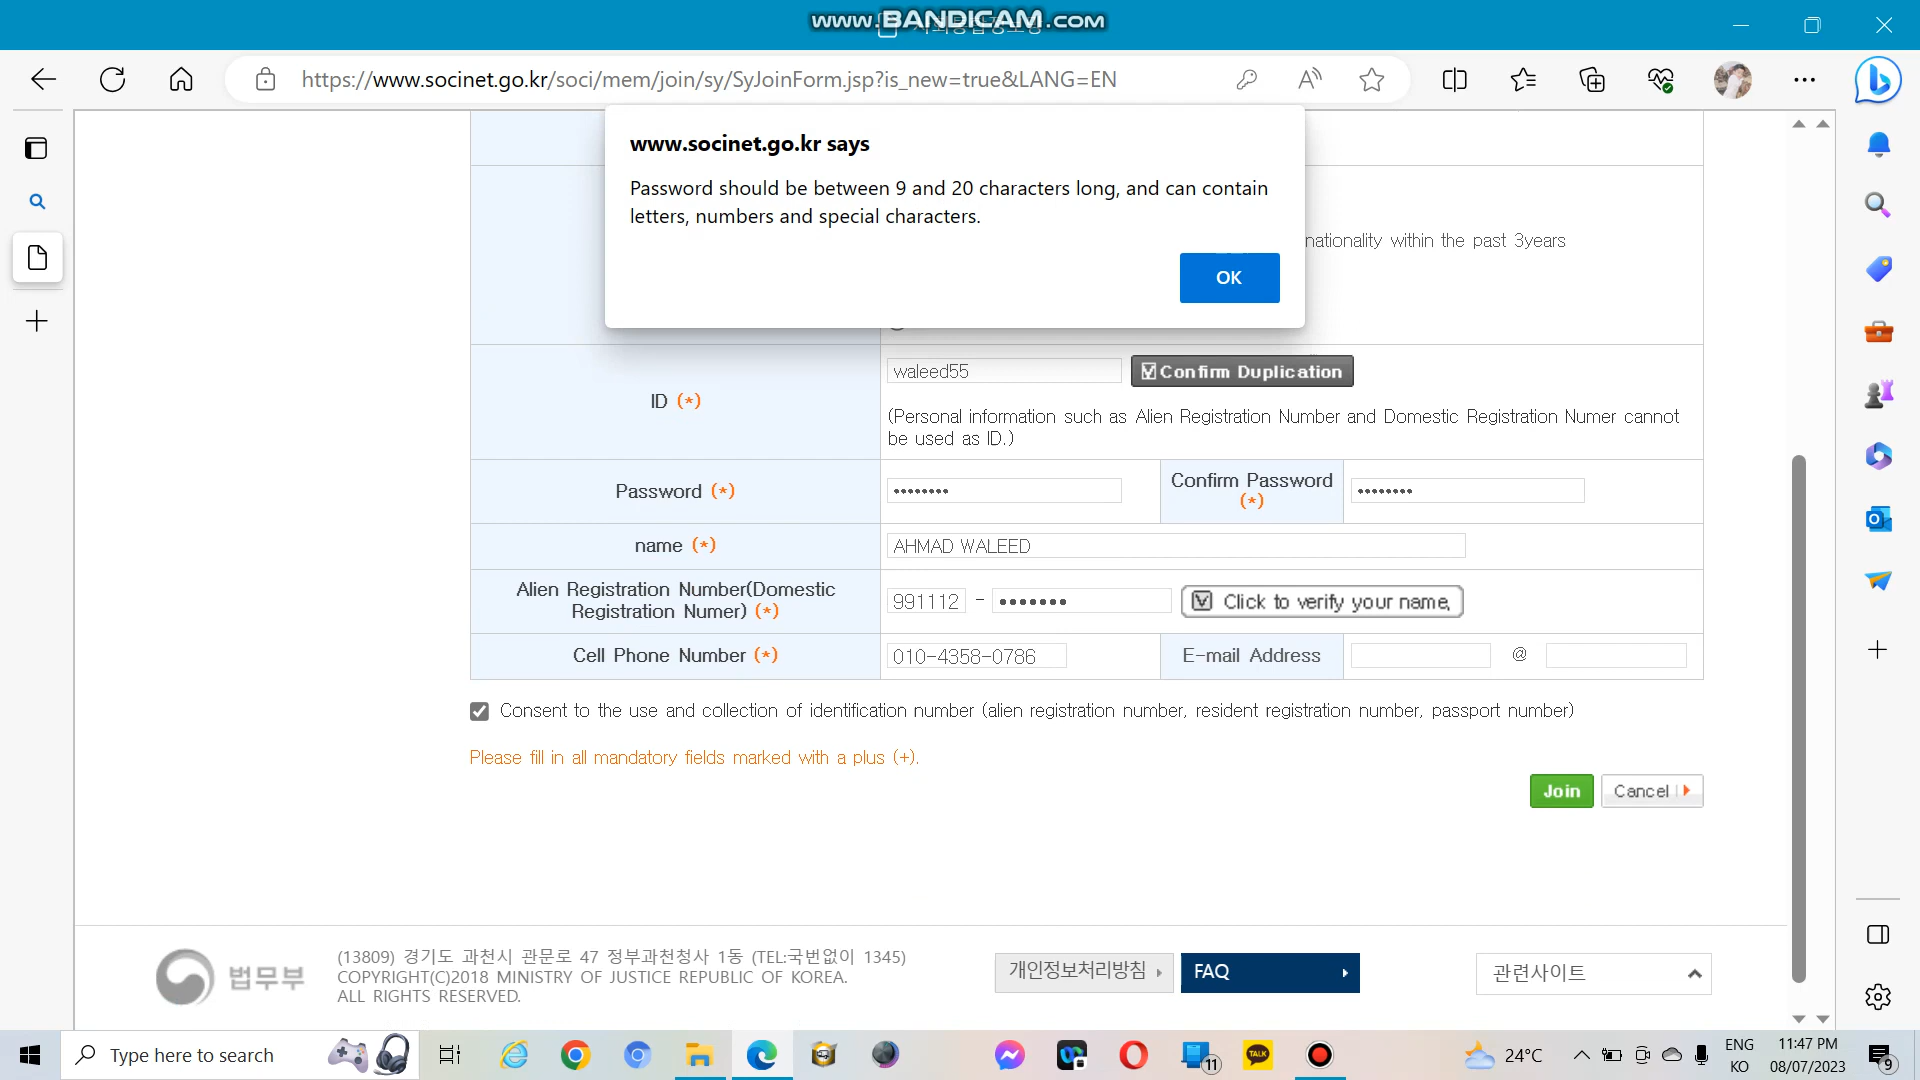 www.BANDICAM.com
https://www.socinet.go.kr/soci/mem/join/sy/SyJoinForm.jsp?is_new=true&LANG=EN
www.socinet.go.kr says
Password should be between 9 and 20 characters long, and can contain
letters, numbers and special characters.
OK
nationality within the past 3years
ID (*)
waleed55
Confirm Duplication
(Personal information such as Alien Registration Number and Domestic Registration Numer cannot
be used as ID.)
Password (*)
••••••••
Confirm Password
(*)
••••••••
name (*)
AHMAD WALEED
Alien Registration Number(Domestic
Registration Numer) (*)
991112 - •••••••
Click to verify your name.
Cell Phone Number (*)
010-4358-0786
E-mail Address
@
Consent to the use and collection of identification number (alien registration number, resident registration number, passport number)
Please fill in all mandatory fields marked with a plus (+).
Join
Cancel
법무부
(13809) 경기도 과천시 관문로 47 정부과천청사 1동 (TEL:국번없이 1345)
COPYRIGHT(C)2018 MINISTRY OF JUSTICE REPUBLIC OF KOREA.
ALL RIGHTS RESERVED.
개인정보처리방침
FAQ
관련사이트
Type here to search
11
TALK
24°C
ENG
KO
11:47 PM
08/07/2023
9